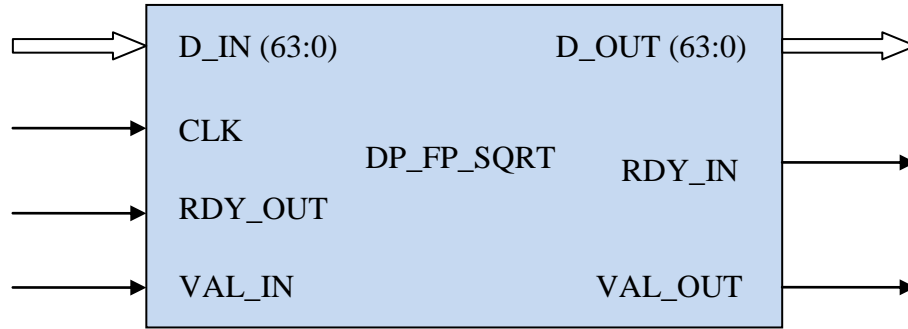 D_IN (63:0)
D_OUT (63:0)
CLK
DP_FP_SQRT
RDY_IN
RDY_OUT
VAL_IN
VAL_OUT